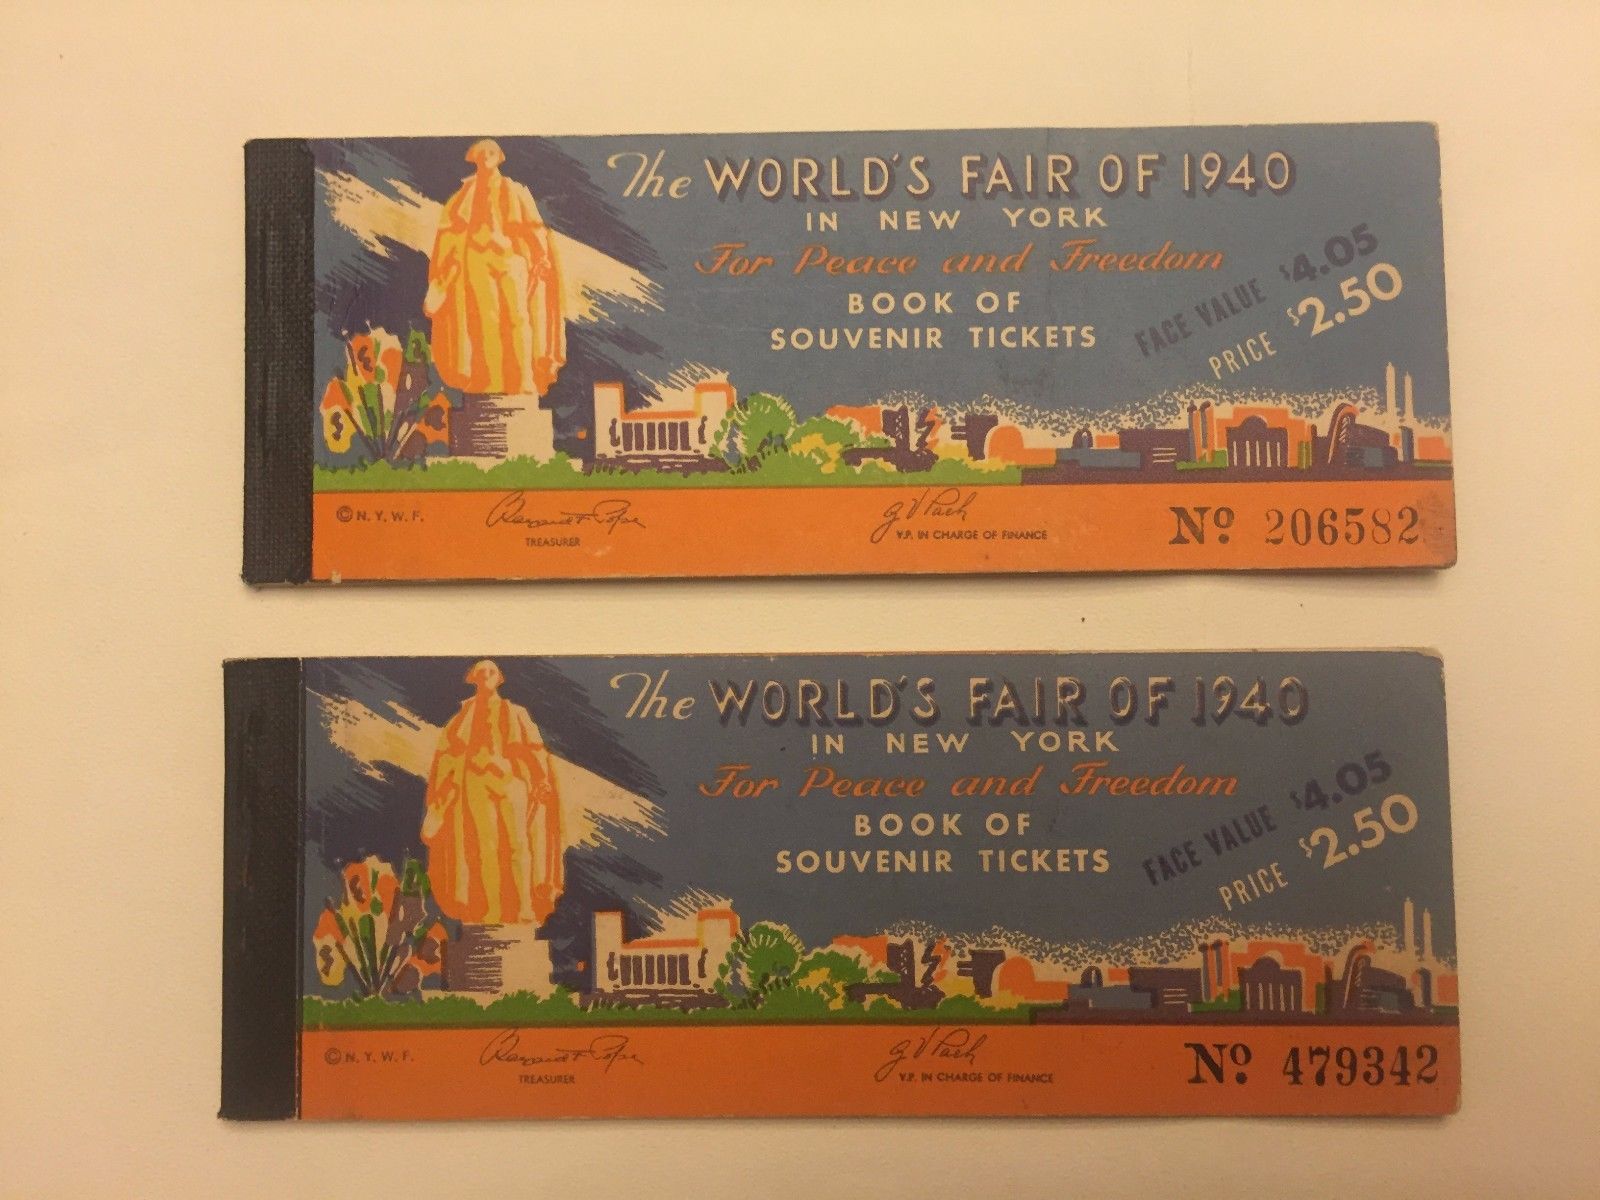 The WORLD'S FAIR OF 1940
IN NEW YORK
For Peace and Freedom
BOOK OF
SOUVENIR TICKETS
FACE VALUE $4.05
PRICE $2.50
© N. Y. W. F.
TREASURER
V.P. IN CHARGE OF FINANCE
No. 206582
The WORLD'S FAIR OF 1940
IN NEW YORK
For Peace and Freedom
BOOK OF
SOUVENIR TICKETS
FACE VALUE $4.05
PRICE $2.50
© N. Y. W. F.
TREASURER
V.P. IN CHARGE OF FINANCE
No. 479342